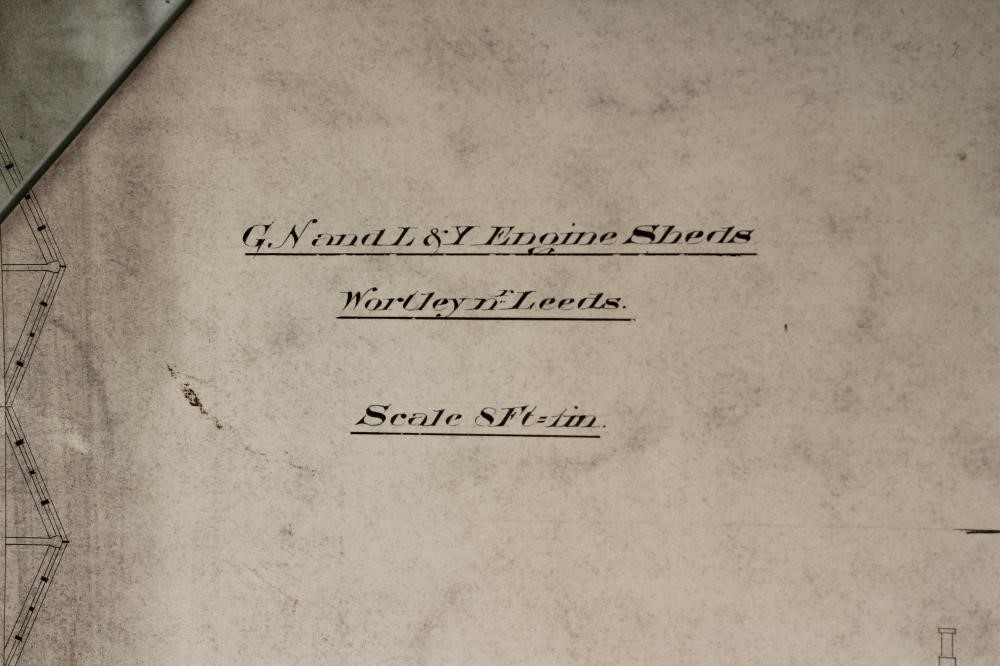 G.N and L & Y Engine Sheds
Wortley nr Leeds.
Scale 8Ft=1in.